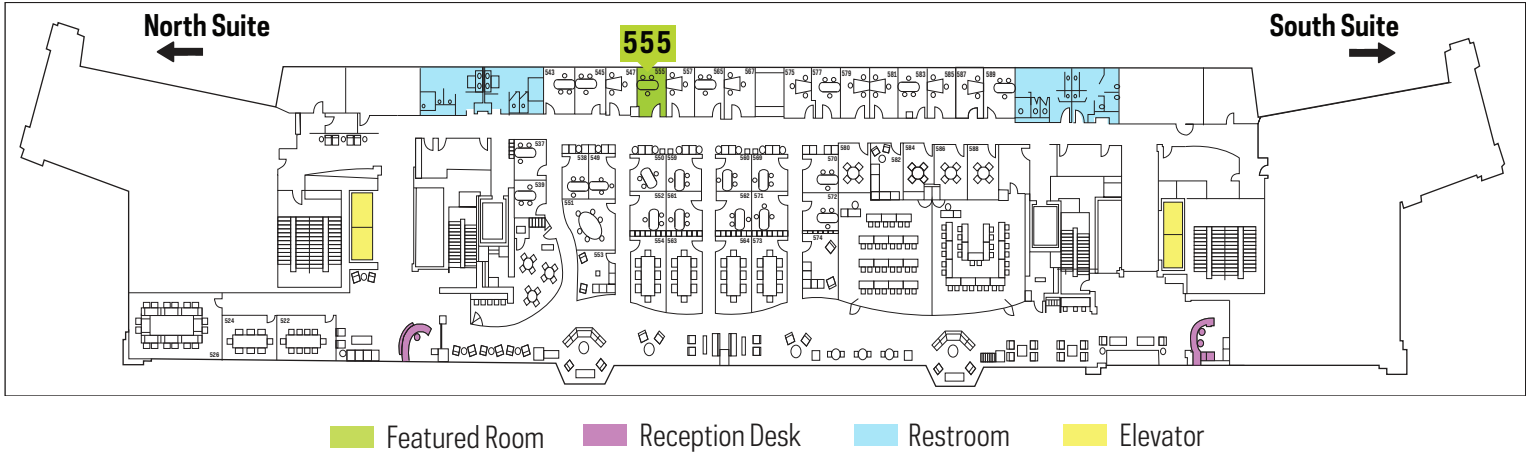 North Suite
South Suite
555
543 545 547 555 557 565 567 575 577 579 581 583 585 587 589
537 538 549 550 559 560 569 570 580 582 584 586 588
539 551 552 561 562 571 572
553 554 563 564 573 574
524 522
526
Featured Room Reception Desk Restroom Elevator